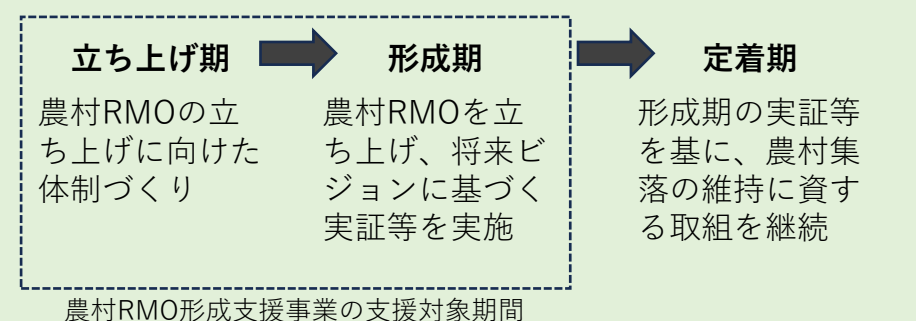 立ち上げ期
農村RMOの立
ち上げに向けた
体制づくり
形成期
農村RMOを立
ち上げ、将来ビ
ジョンに基づく
実証等を実施
定着期
形成期の実証等
を基に、農村集
落の維持に資す
る取組を継続
農村RMO形成支援事業の支援対象期間